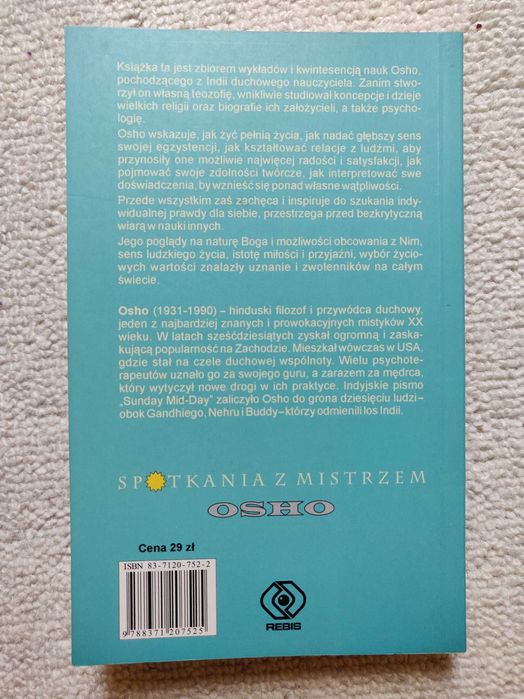 Książka ta jest zbiorem wykładów i kwintesencją nauk Osho,
pochodzącego z Indii duchowego nauczyciela. Zanim stwo-
rzył on własną teozofię, wnikliwie studiował koncepcje i dzieje
wielkich religii oraz biografie ich założycieli, a także psycho-
logię.
Osho wskazuje, jak żyć pełnią życia, jak nadać głębszy sens
swojej egzystencji, jak kształtować relacje z ludźmi, aby
przynosiły one możliwie najwięcej radości i satysfakcji, jak
pojmować swoje zdolności twórcze, jak interpretować swe
doświadczenia, by wznieść się ponad własne wątpliwości.
Przede wszystkim zaś zachęca i inspiruje do szukania indy-
widualnej prawdy dla siebie, przestrzega przed bezkrytyczną
wiarą w nauki innych.
Jego poglądy na naturę Boga i możliwości obcowania z Nim,
sens ludzkiego życia, istotę miłości i przyjaźni, wybór życio-
wych wartości znalazły uznanie i zwolenników na całym
świecie.
Osho (1931-1990) – hinduski filozof i przywódca duchowy,
jeden z najbardziej znanych i prowokacyjnych mistyków XX
wieku. W latach sześćdziesiątych zyskał ogromną i zaska-
kującą popularność na Zachodzie. Mieszkał wówczas w USA,
gdzie stał na czele duchowej wspólnoty. Wielu psychote-
rapeutów uznało go za swojego guru, a zarazem za mędrca,
który wytyczył nowe drogi w ich praktyce. Indyjskie pismo
„Sunday Mid-Day” zaliczyło Osho do grona dziesięciu ludzi –
obok Gandhiego, Nehru i Buddy – którzy odmienili los Indii.
SPOTKANIA Z MISTRZEM
OSHO
Cena 29 zł
ISBN 83-7120-752-2
9 788371 207525
REBIS